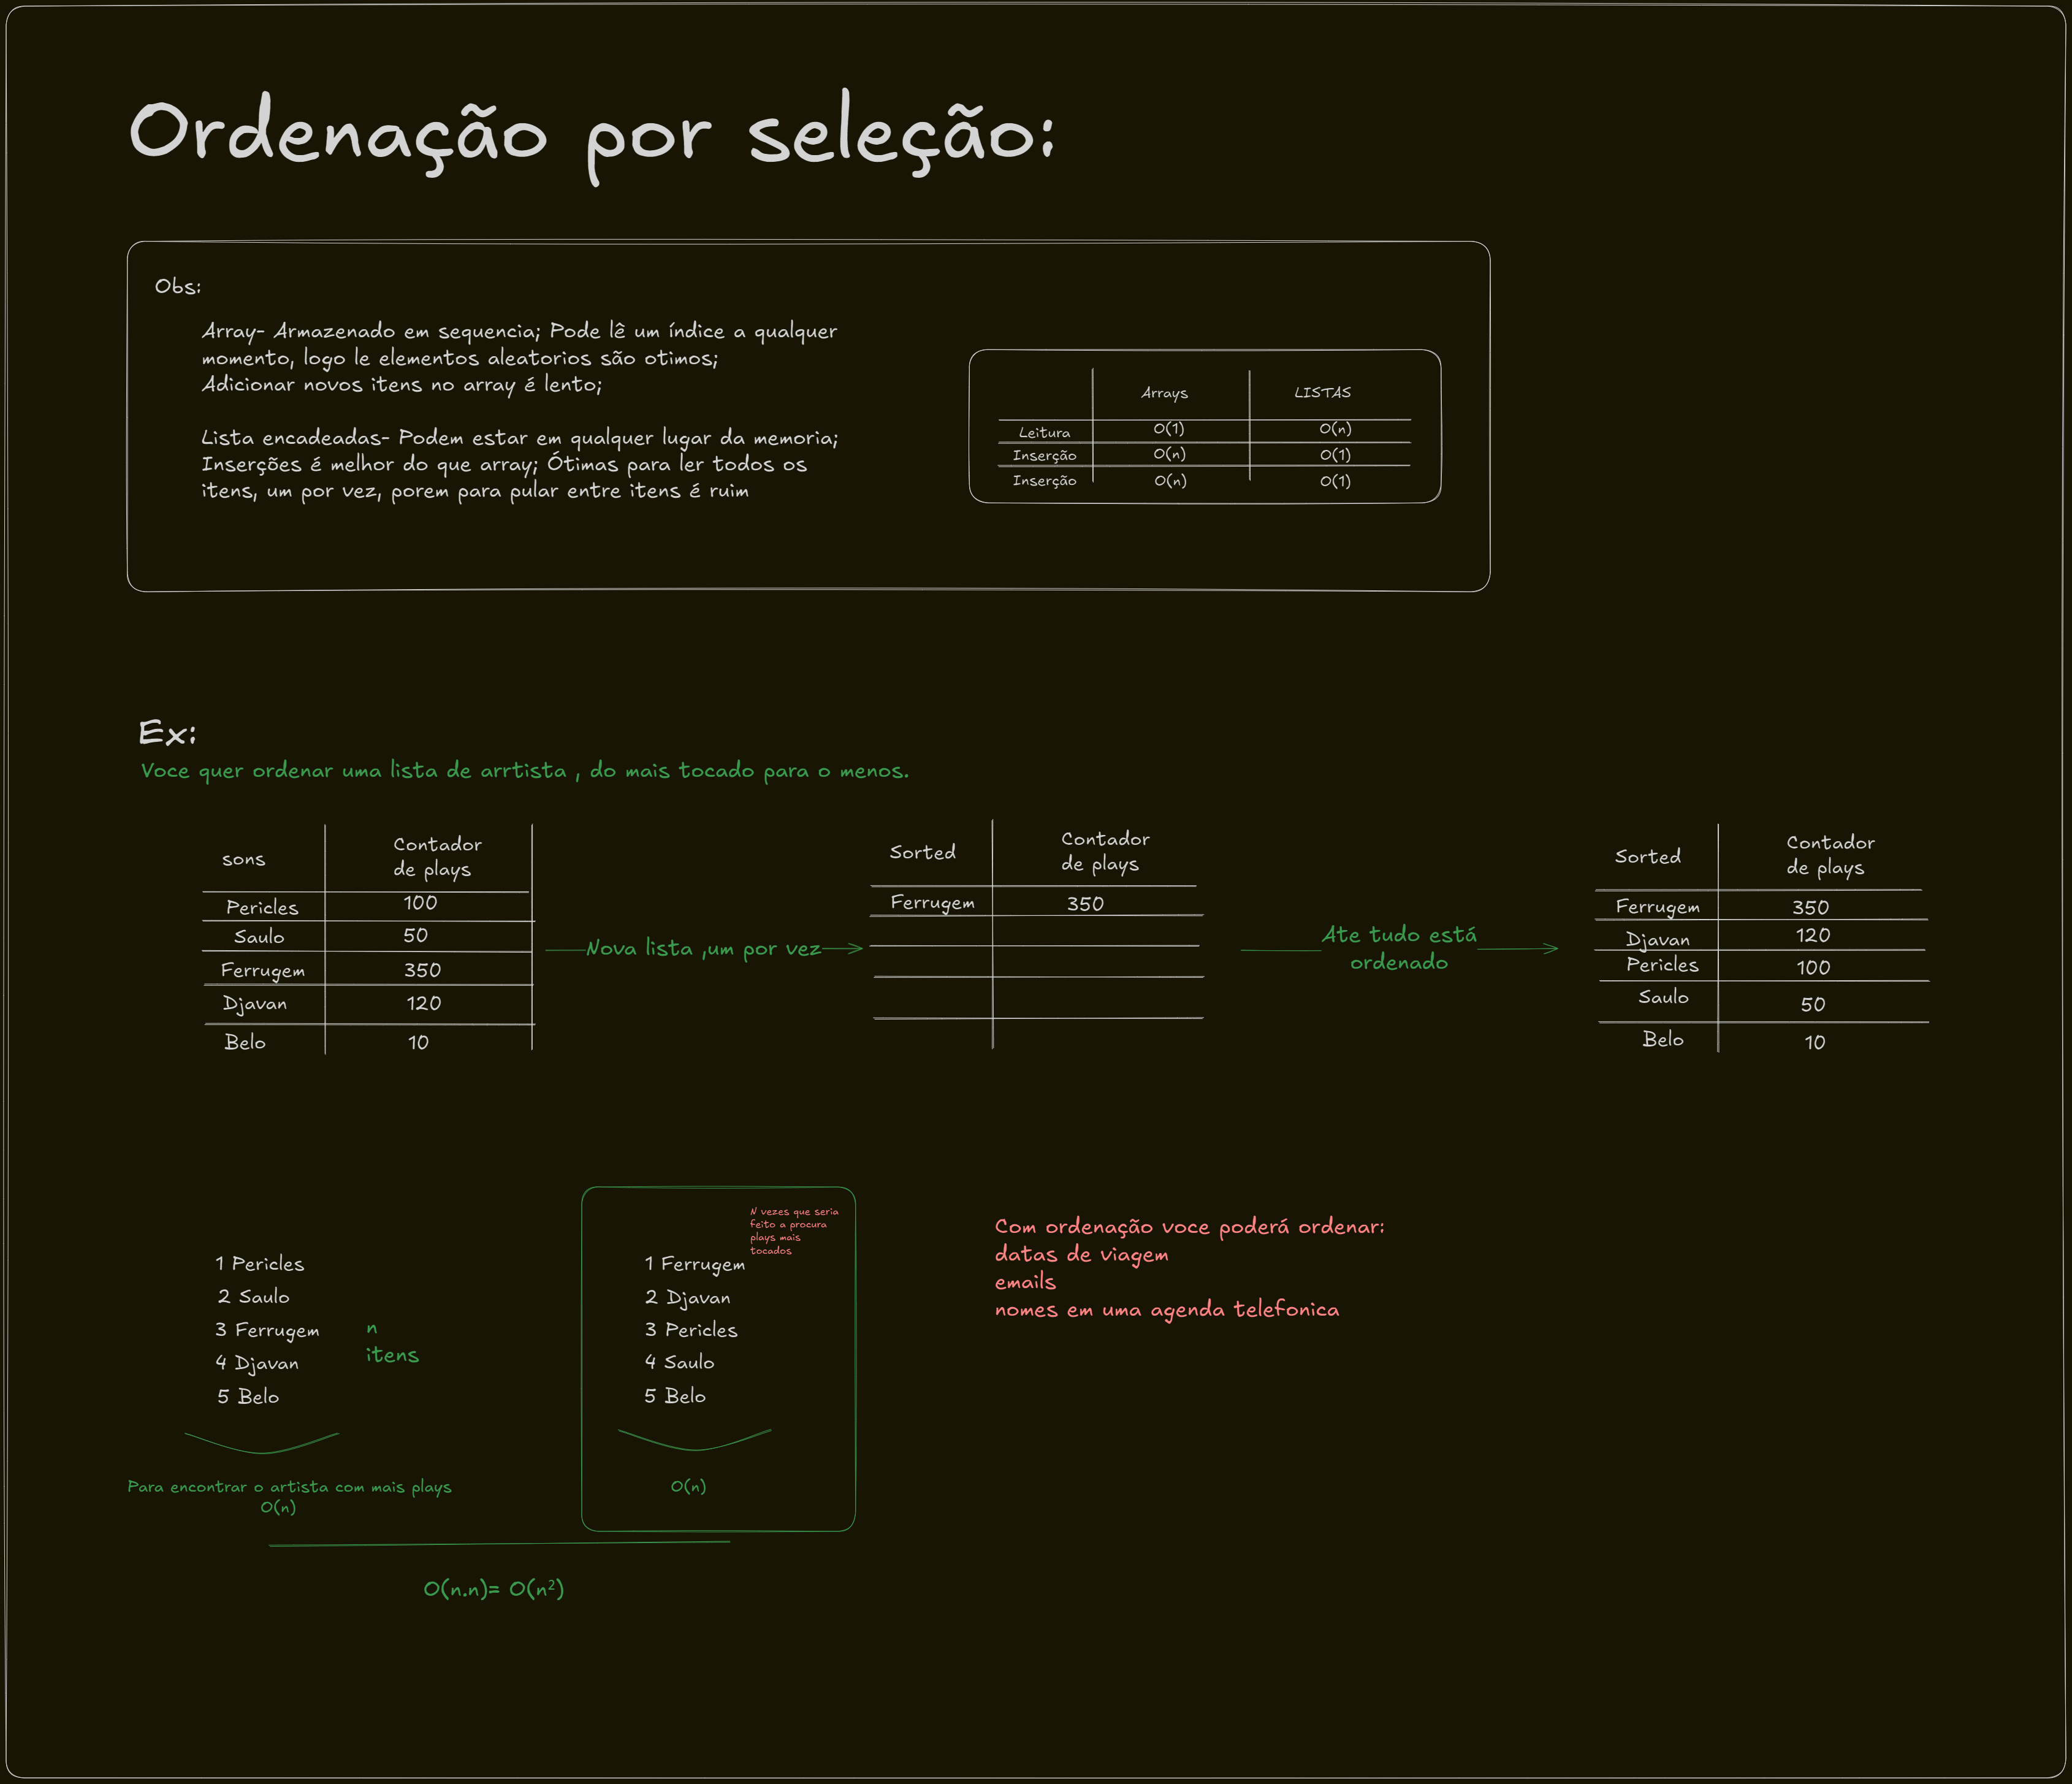 Ordenação por seleção:
Obs:
Array- Armazenado em sequencia; Pode lê um índice a qualquer
momento, logo le elementos aleatorios são otimos;
Adicionar novos itens no array é lento;
Lista encadeadas- Podem estar em qualquer lugar da memoria;
Inserções é melhor do que array; Ótimas para ler todos os
itens, um por vez, porem para pular entre itens é ruim
Arrays LISTAS
Leitura O(1) O(n)
Inserção O(n) O(1)
Inserção O(n) O(1)
Ex:
Voce quer ordenar uma lista de arrtista , do mais tocado para o menos.
sons Contador
de plays
Pericles 100
Saulo 50
Ferrugem 350
Djavan 120
Belo 10
Nova lista ,um por vez
Sorted Contador
de plays
Ferrugem 350
Ate tudo está
ordenado
Sorted Contador
de plays
Ferrugem 350
Djavan 120
Pericles 100
Saulo 50
Belo 10
1 Pericles
2 Saulo
3 Ferrugem
4 Djavan
5 Belo
n
itens
Para encontrar o artista com mais plays
O(n)
N vezes que seria
feito a procura
plays mais
tocados
1 Ferrugem
2 Djavan
3 Pericles
4 Saulo
5 Belo
O(n)
O(n.n)= O(n²)
Com ordenação voce poderá ordenar:
datas de viagem
emails
nomes em uma agenda telefonica